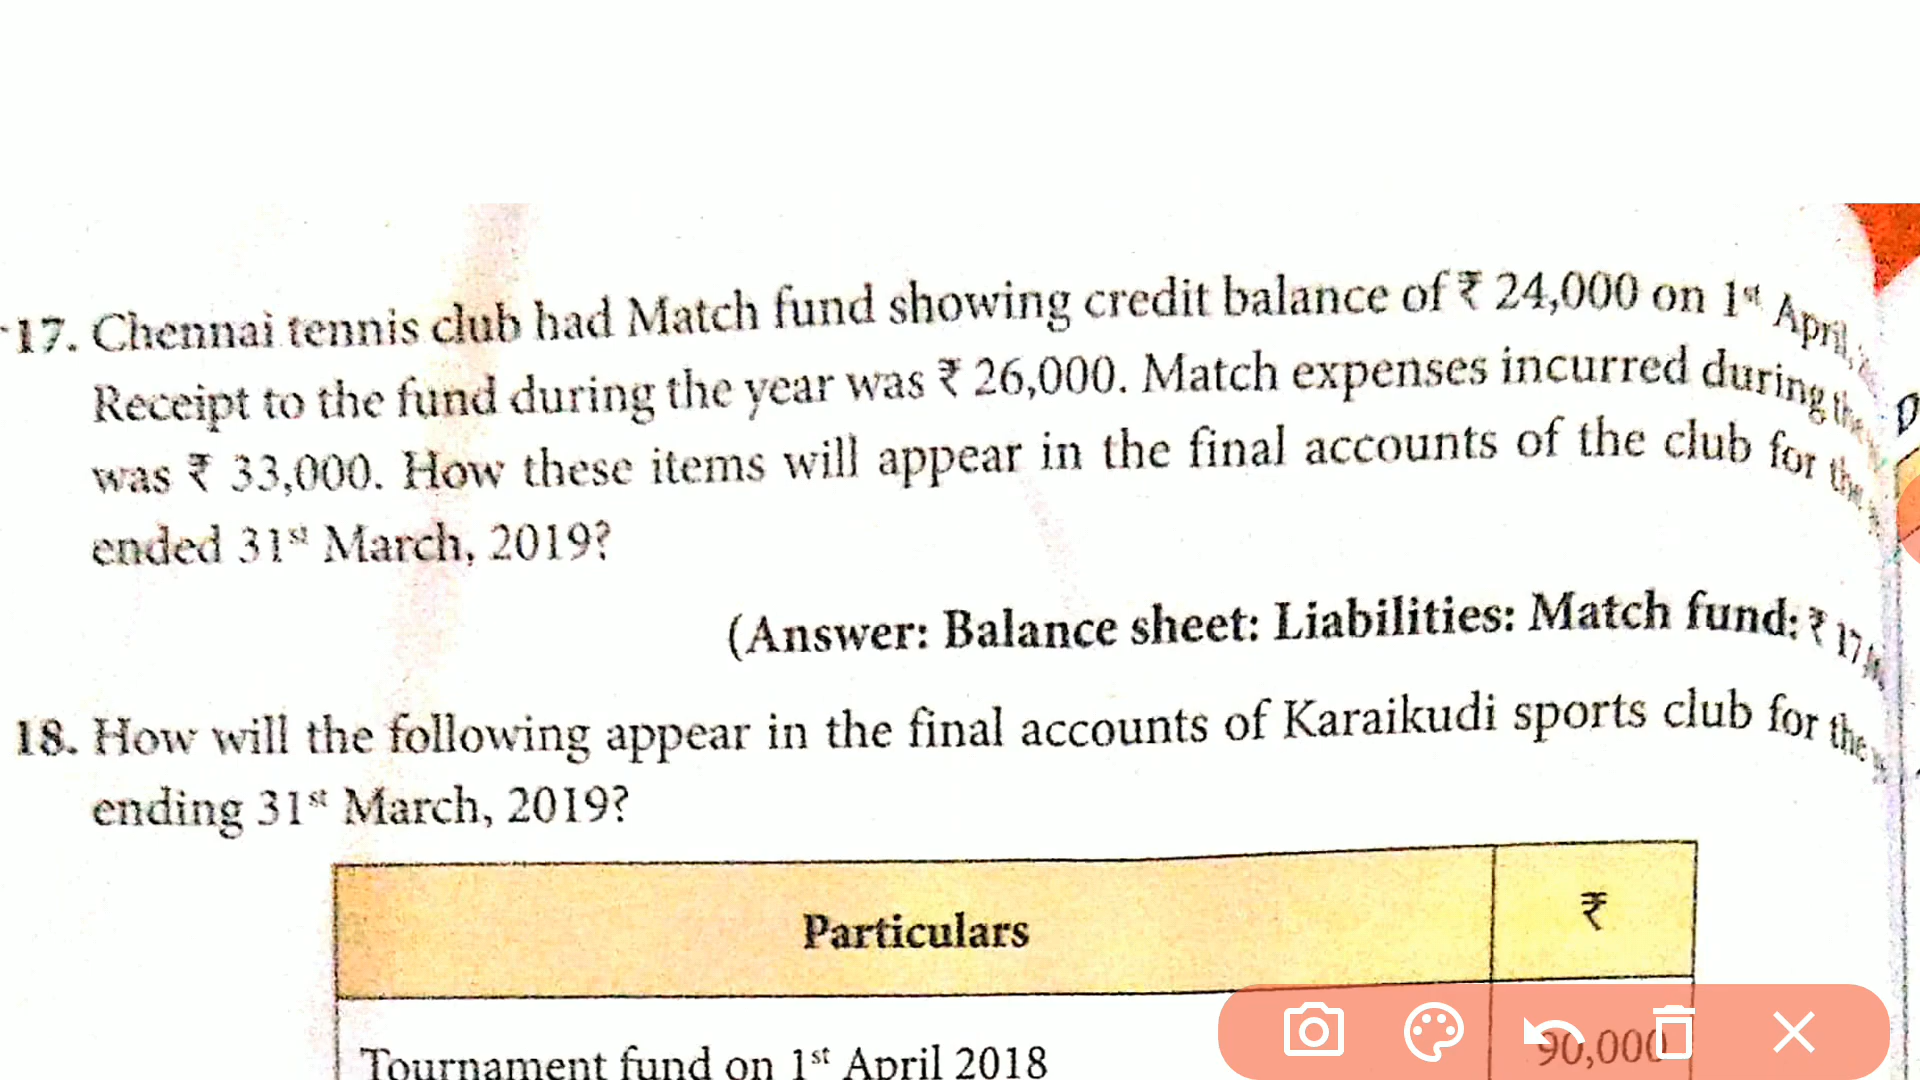 17. Chennai tennis club had Match fund showing credit balance of ₹ 24,000 on 1st April,
Receipt to the fund during the year was ₹ 26,000. Match expenses incurred during the
was ₹ 33,000. How these items will appear in the final accounts of the club for the
ended 31st March, 2019?
(Answer: Balance sheet: Liabilities: Match fund: ₹
18. How will the following appear in the final accounts of Karaikudi sports club for the
ending 31st March, 2019?
Particulars ₹
Tournament fund on 1st April 2018 90,000